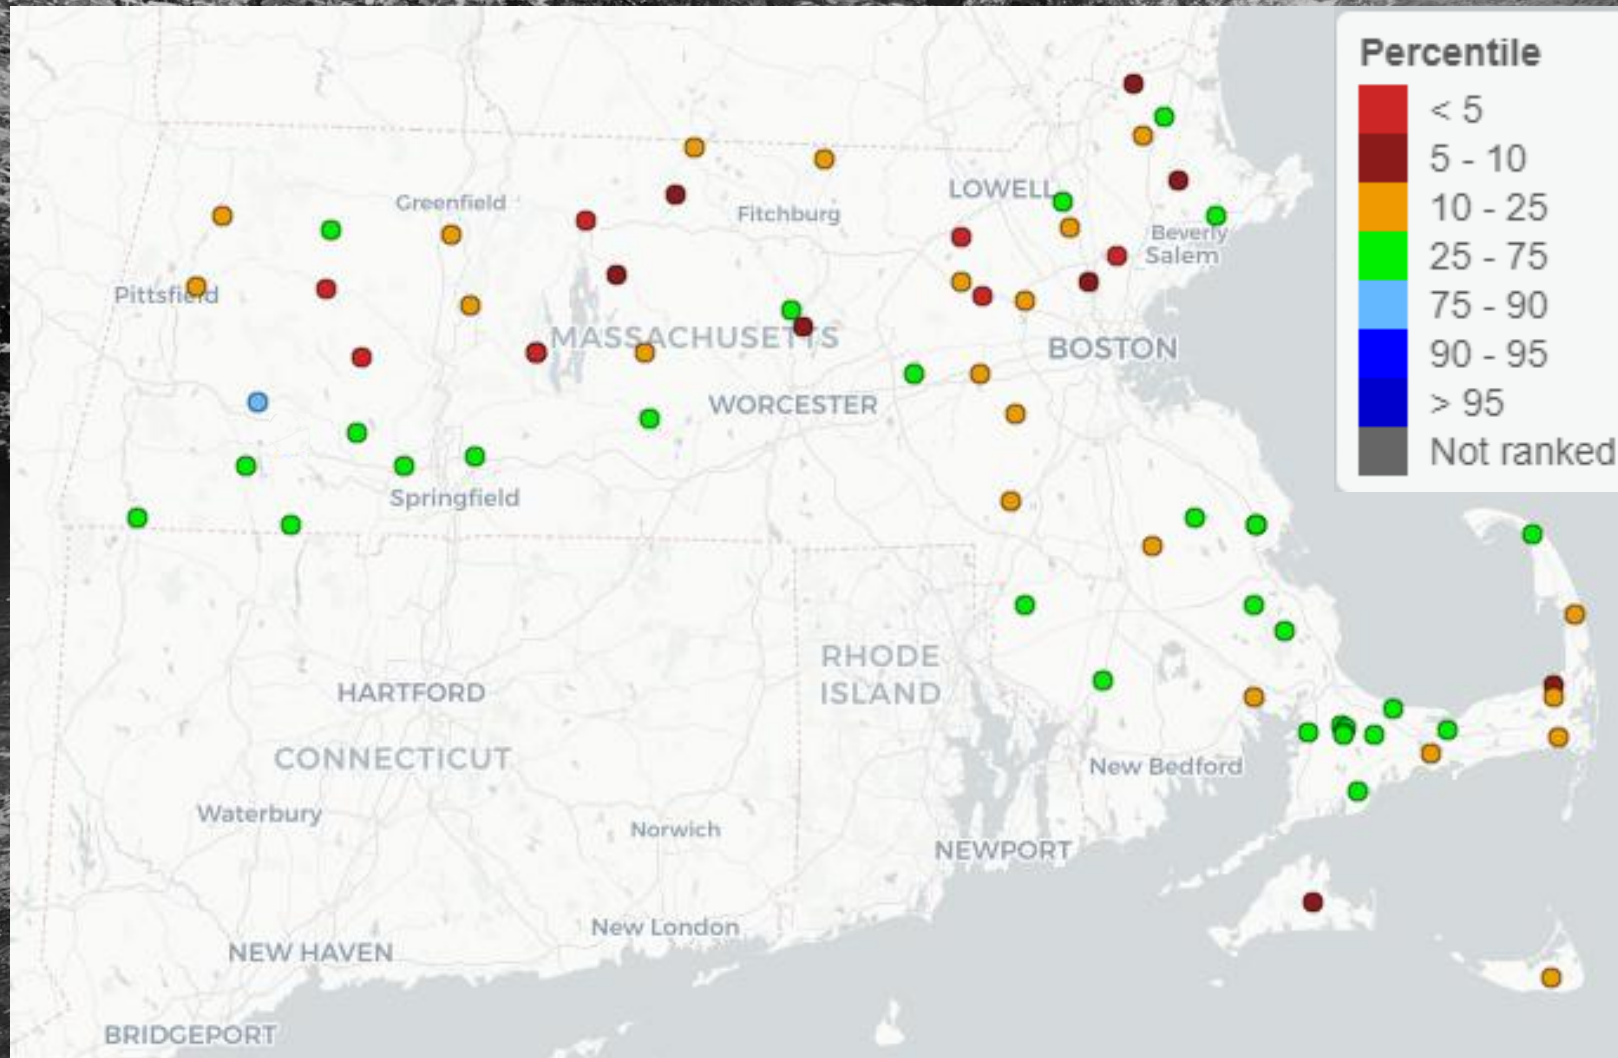 Percentile
< 5
5 - 10
10 - 25
25 - 75
75 - 90
90 - 95
> 95
Not ranked
LOWELL
Greenfield
Fitchburg
Beverly
Salem
Pittsfield
MASSACHUSETTS
BOSTON
WORCESTER
Springfield
RHODE
ISLAND
HARTFORD
CONNECTICUT
New Bedford
Waterbury
Norwich
NEWPORT
New London
NEW HAVEN
BRIDGEPORT